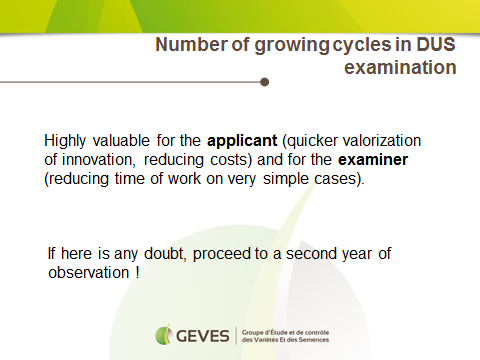 Number of growing cycles in DUS
examination
Highly valuable for the applicant (quicker valorization
of innovation, reducing costs) and for the examiner
(reducing time of work on very simple cases).
If here is any doubt, proceed to a second year of
observation !
GEVES
Groupe d'Étude et de contrôle
des Variétés Et des Semences